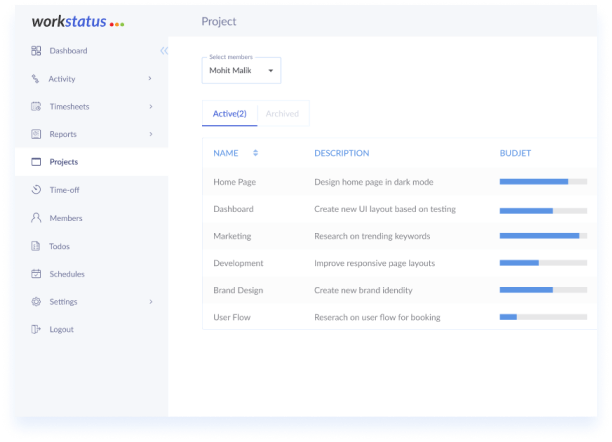 workstatus
Dashboard
Activity
Timesheets
Reports
Projects
Time-off
Members
Todos
Schedules
Settings
Logout
Project
Select members
Mohit Malik
Active(2) Archived
NAME DESCRIPTION BUDJET
Home Page Design home page in dark mode
Dashboard Create new UI layout based on testing
Marketing Research on trending keywords
Development Improve responsive page layouts
Brand Design Create new brand idendity
User Flow Reserach on user flow for booking